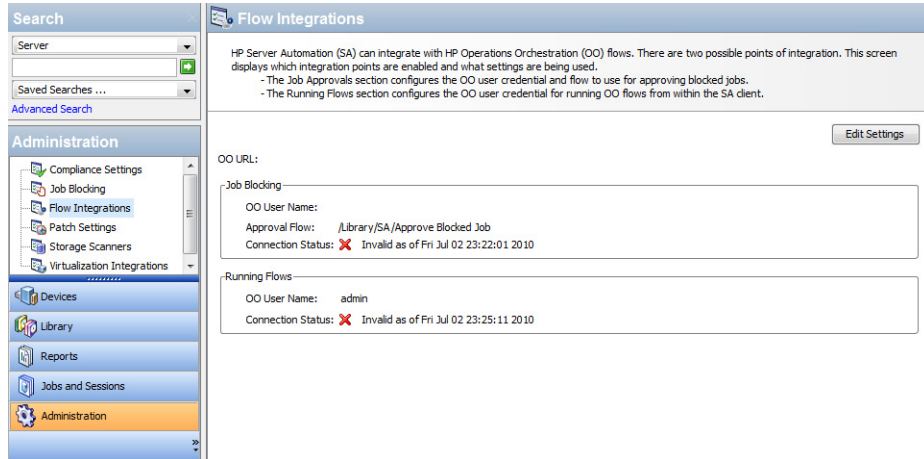 Search
Server
Saved Searches ...
Advanced Search
Administration
Compliance Settings
Job Blocking
Flow Integrations
Patch Settings
Storage Scanners
Virtualization Integrations
Devices
Library
Reports
Jobs and Sessions
Administration
Flow Integrations
HP Server Automation (SA) can integrate with HP Operations Orchestration (OO) flows. There are two possible points of integration. This screen
displays which integration points are enabled and what settings are being used.
- The Job Approvals section configures the OO user credential and flow to use for approving blocked jobs.
- The Running Flows section configures the OO user credential for running OO flows from within the SA client.
Edit Settings
OO URL:
Job Blocking
OO User Name:
Approval Flow: /Library/SA/Approve Blocked Job
Connection Status: Invalid as of Fri Jul 02 23:22:01 2010
Running Flows
OO User Name: admin
Connection Status: Invalid as of Fri Jul 02 23:25:11 2010